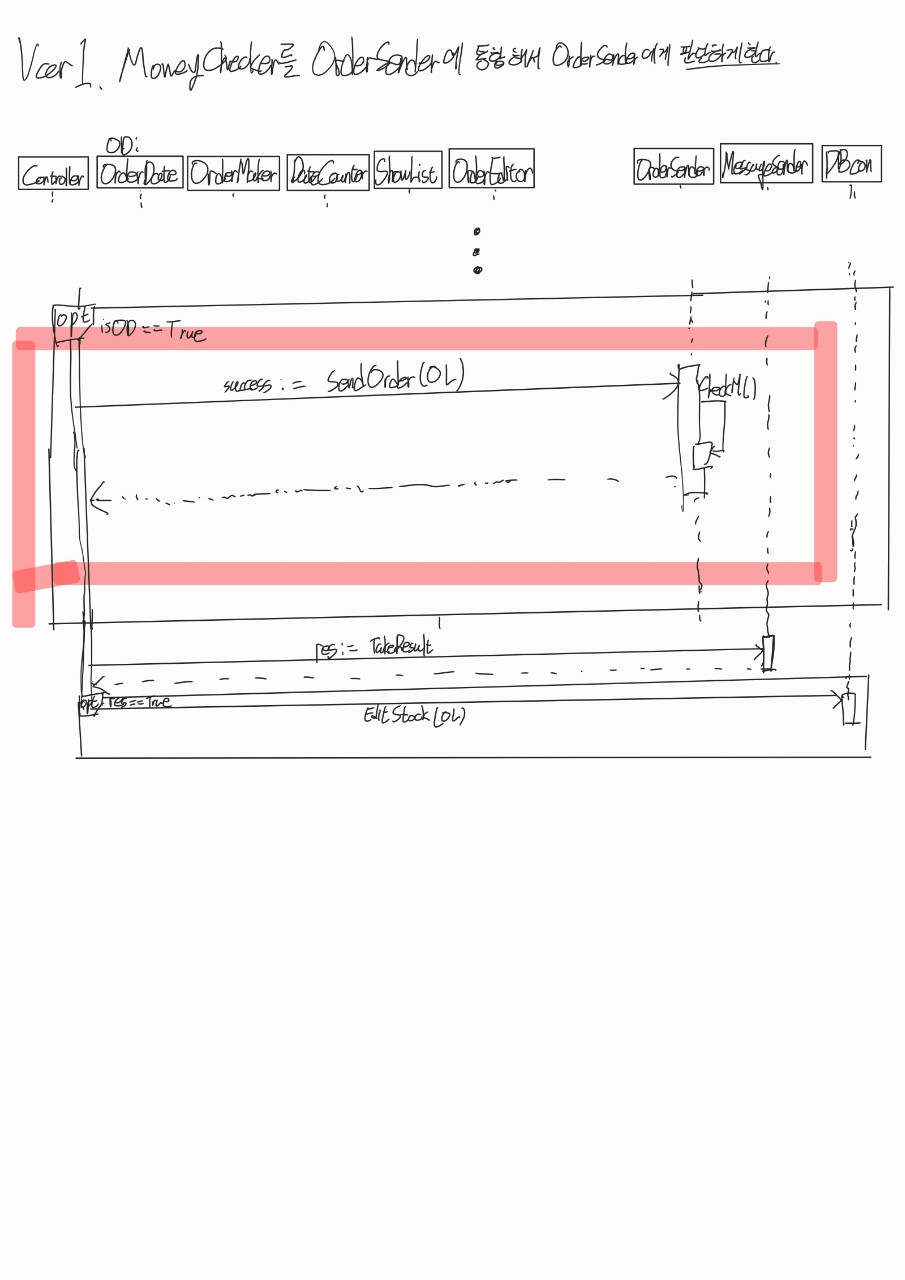 Ver 1. MoneyChecker를 OrderSender에 통합해서 OrderSender에게 판단하게한다.
OD:
Controller OrderDate OrderMaker DateCounter ShowList OrderEditor OrderSender MessageSender DBcon
opt isOD == True
success := SendOrder(OL)
CheckM()
res := TakeResult
opt res == True
EditStock(OL)